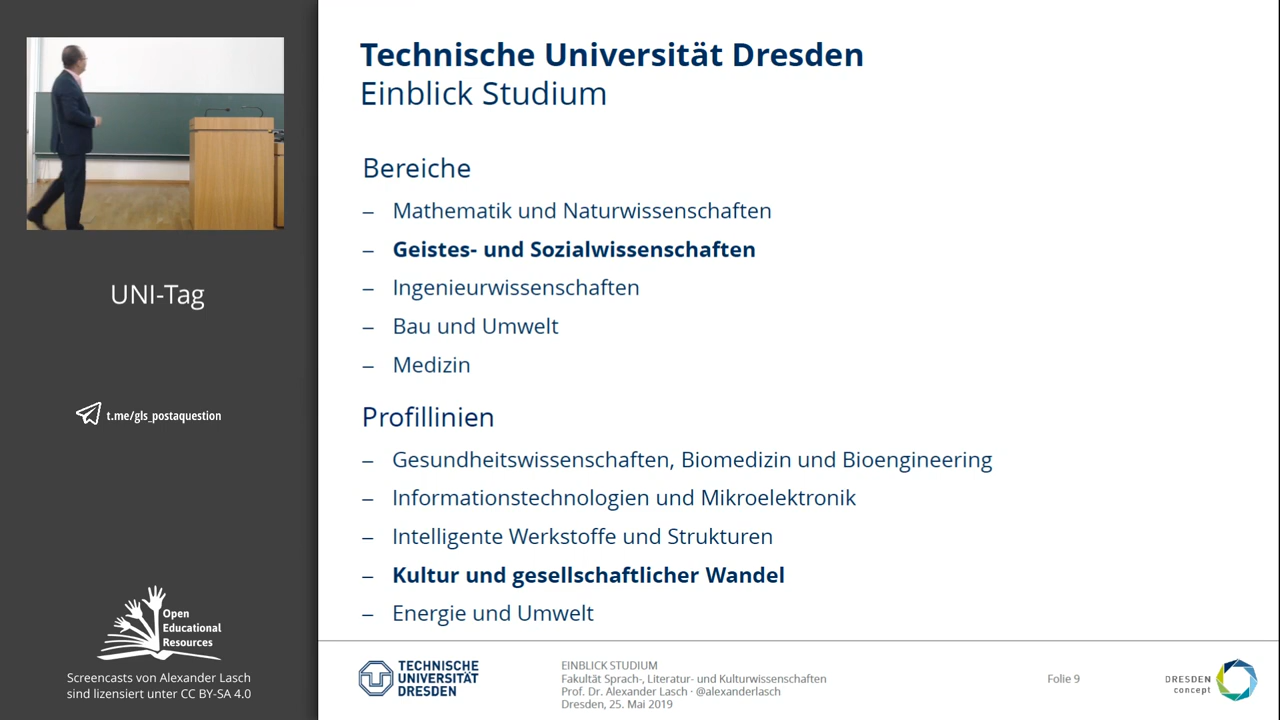 Technische Universität Dresden
Einblick Studium
Bereiche
– Mathematik und Naturwissenschaften
– Geistes- und Sozialwissenschaften
– Ingenieurwissenschaften
– Bau und Umwelt
– Medizin
Profillinien
– Gesundheitswissenschaften, Biomedizin und Bioengineering
– Informationstechnologien und Mikroelektronik
– Intelligente Werkstoffe und Strukturen
– Kultur und gesellschaftlicher Wandel
– Energie und Umwelt
UNI-Tag
t.me/gls_postaquestion
Open
Educational
Resources
Screencasts von Alexander Lasch
sind lizensiert unter CC BY-SA 4.0
TECHNISCHE
UNIVERSITÄT
DRESDEN
EINBLICK STUDIUM
Fakultät Sprach-, Literatur- und Kulturwissenschaften
Prof. Dr. Alexander Lasch · @alexanderlasch
Dresden, 25. Mai 2019
Folie 9
DRESDEN
concept